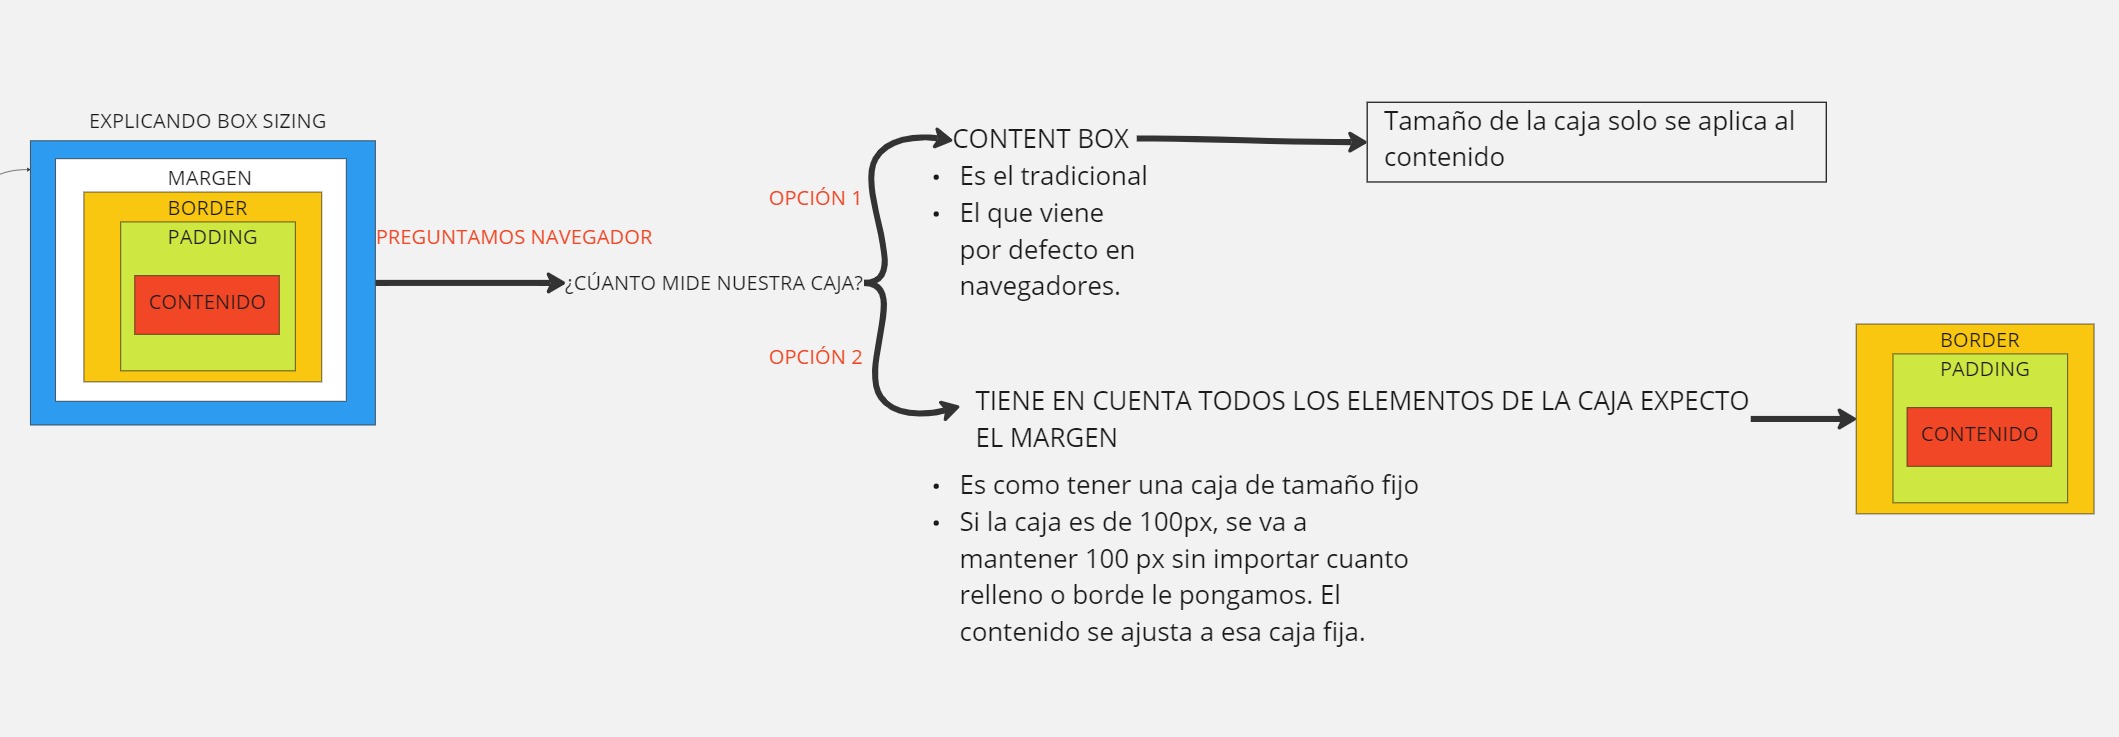 EXPLICANDO BOX SIZING
MARGEN
BORDER
PADDING
CONTENIDO
PREGUNTAMOS NAVEGADOR
¿CÚANTO MIDE NUESTRA CAJA?
OPCIÓN 1
CONTENT BOX
• Es el tradicional
• El que viene
por defecto en
navegadores.
Tamaño de la caja solo se aplica al
contenido
OPCIÓN 2
TIENE EN CUENTA TODOS LOS ELEMENTOS DE LA CAJA EXPECTO
EL MARGEN
• Es como tener una caja de tamaño fijo
• Si la caja es de 100px, se va a
mantener 100 px sin importar cuanto
relleno o borde le pongamos. El
contenido se ajusta a esa caja fija.
BORDER
PADDING
CONTENIDO